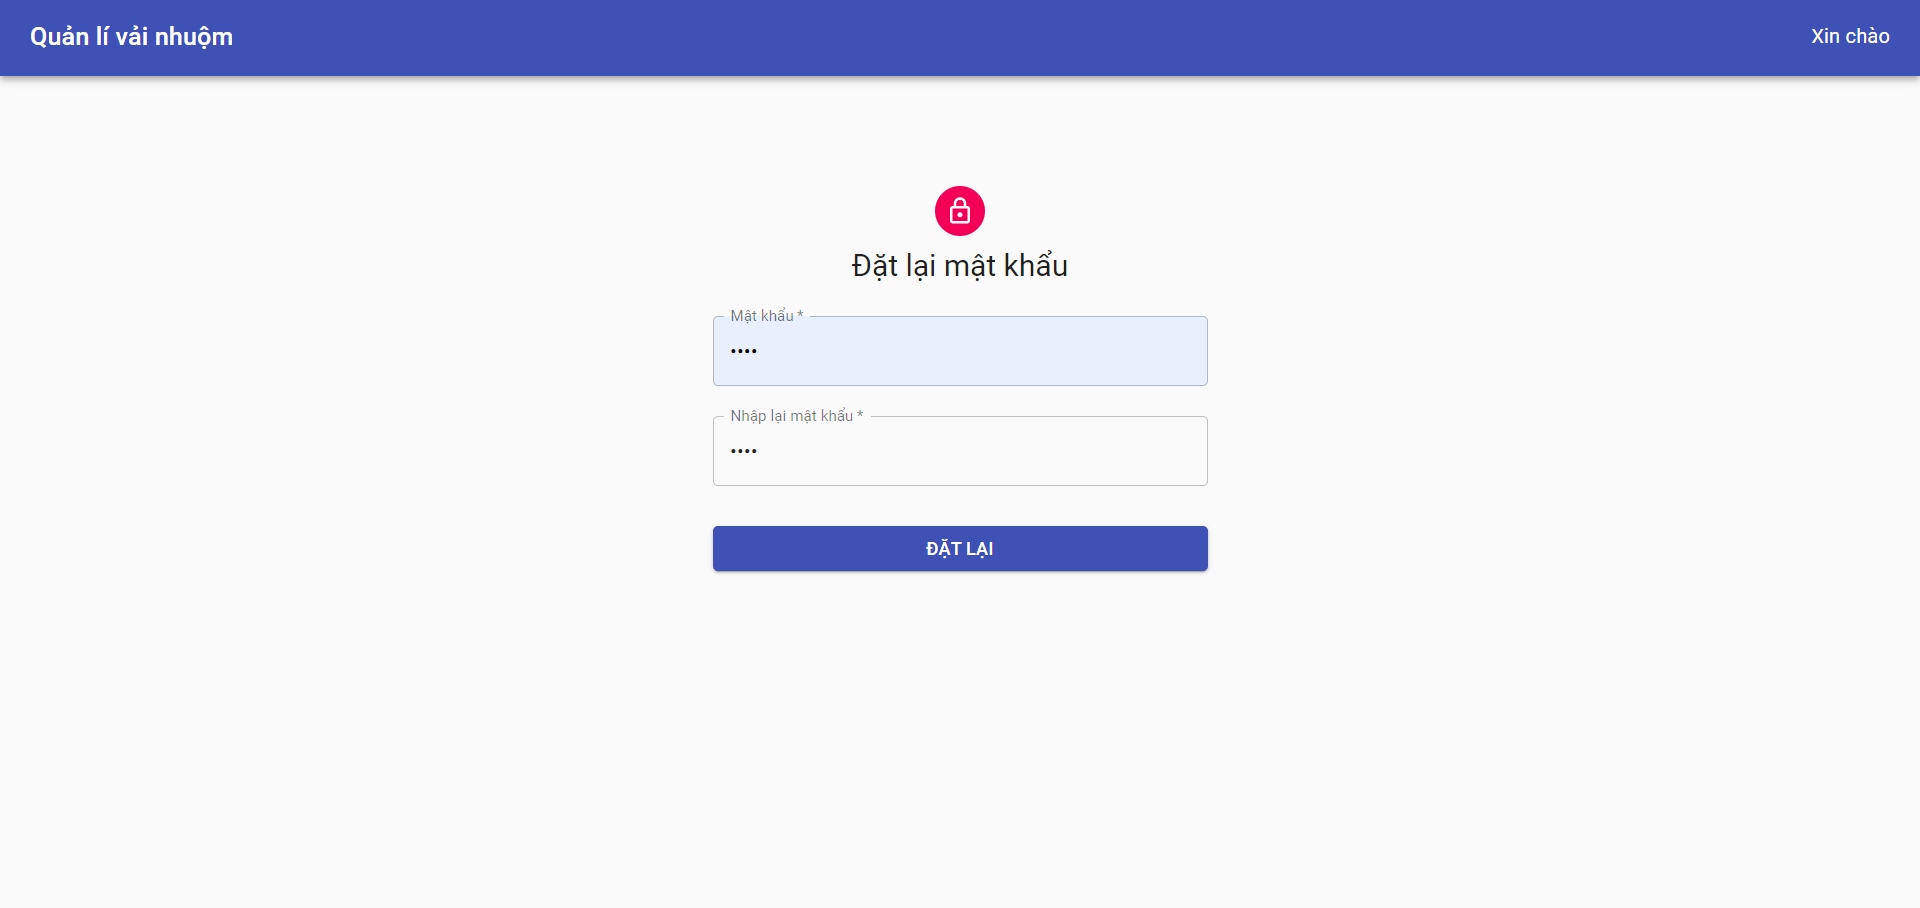 Quản lí vải nhuộm
Xin chào
Đặt lại mật khẩu
Mật khẩu *
••••
Nhập lại mật khẩu *
••••
ĐẶT LẠI